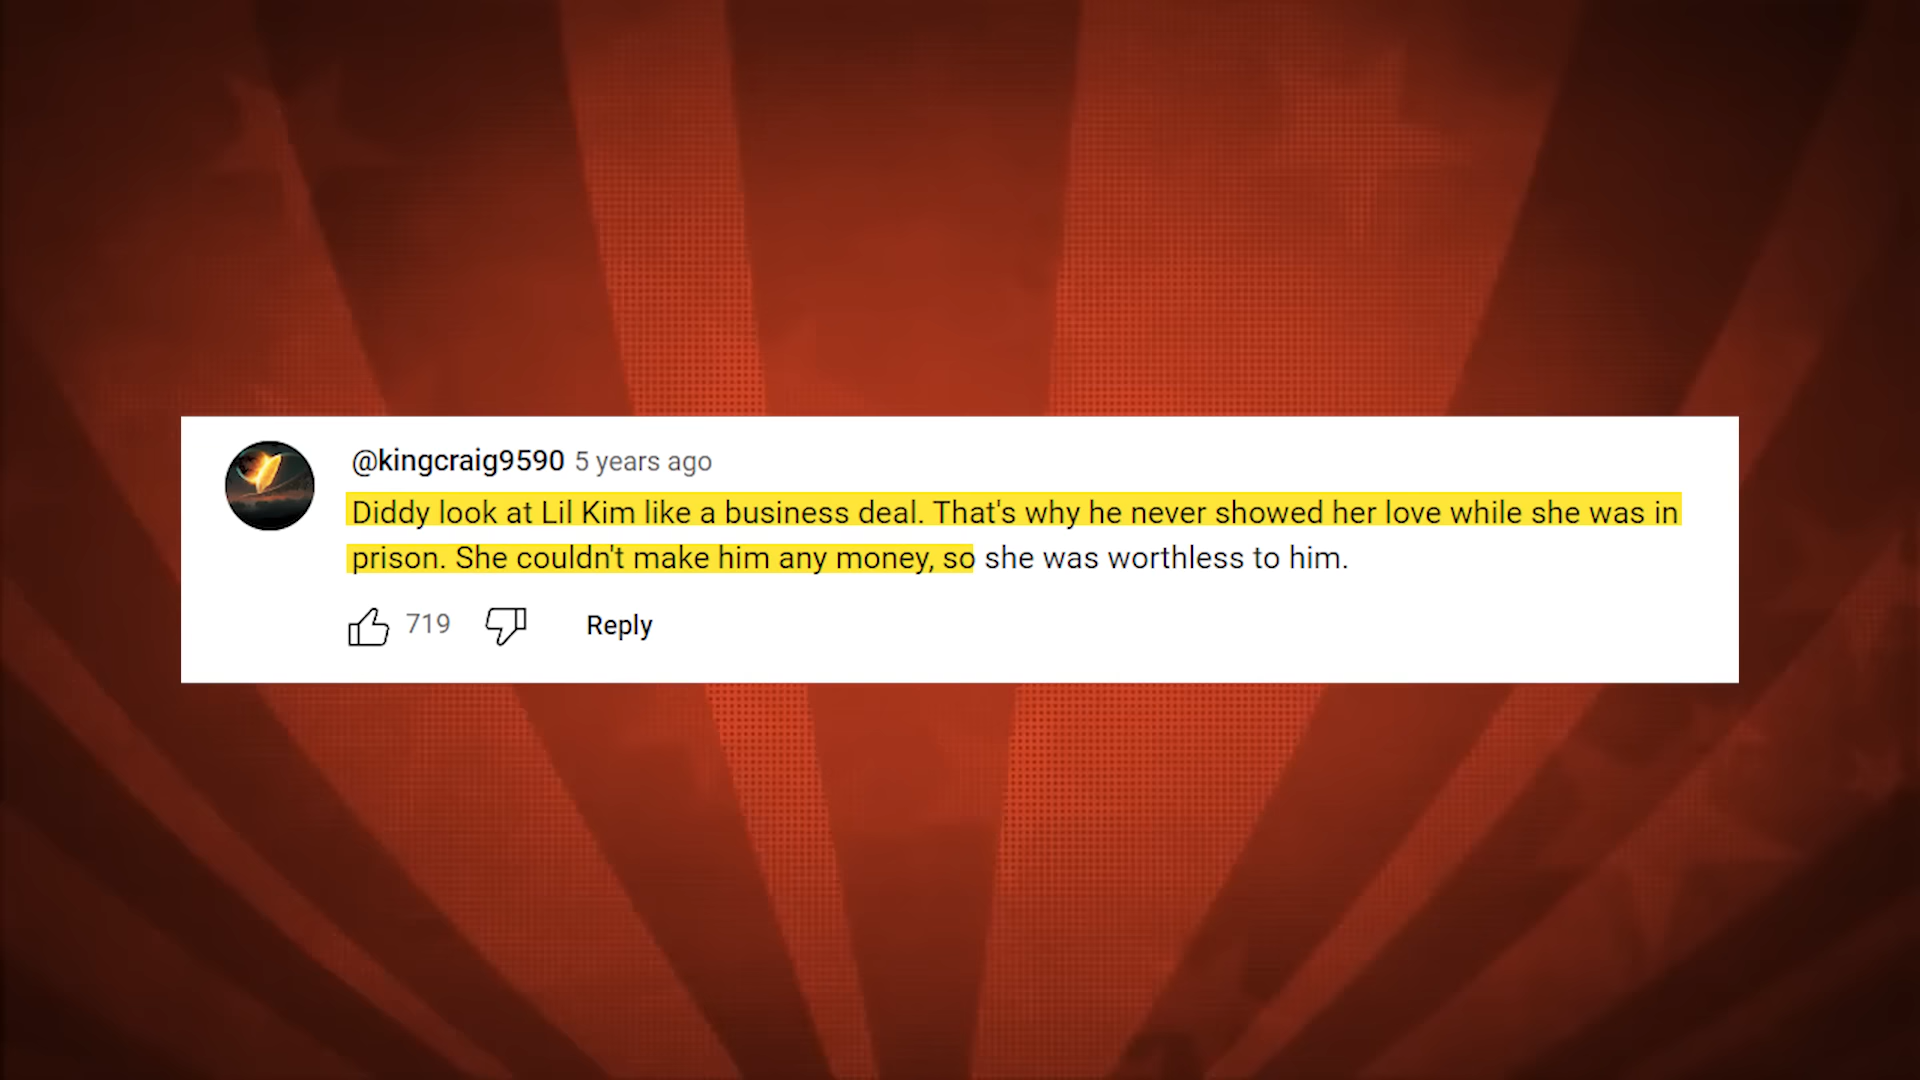 @kingcraig9590 5 years ago
Diddy look at Lil Kim like a business deal. That's why he never showed her love while she was in
prison. She couldn't make him any money, so she was worthless to him.
719 Reply